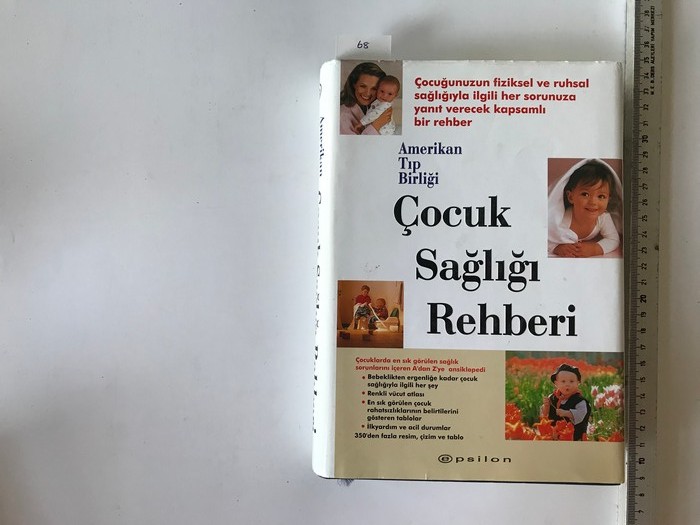 68
Çocuğunuzun fiziksel ve ruhsal
sağlığıyla ilgili her sorunuza
yanıt verecek kapsamlı
bir rehber
Amerikan
Tıp
Birliği
Çocuk
Sağlığı
Rehberi
Çocuklarda en sık görülen sağlık
sorunlarını içeren A'dan Z'ye ansiklopedi
• Bebeklikten ergenliğe kadar çocuk
sağlığıyla ilgili her şey
• Renkli vücut atlası
• En sık görülen çocuk
rahatsızlıklarının belirtilerini
gösteren tablolar
• İlkyardım ve acil durumlar
350'den fazla resim, çizim ve tablo
epsilon